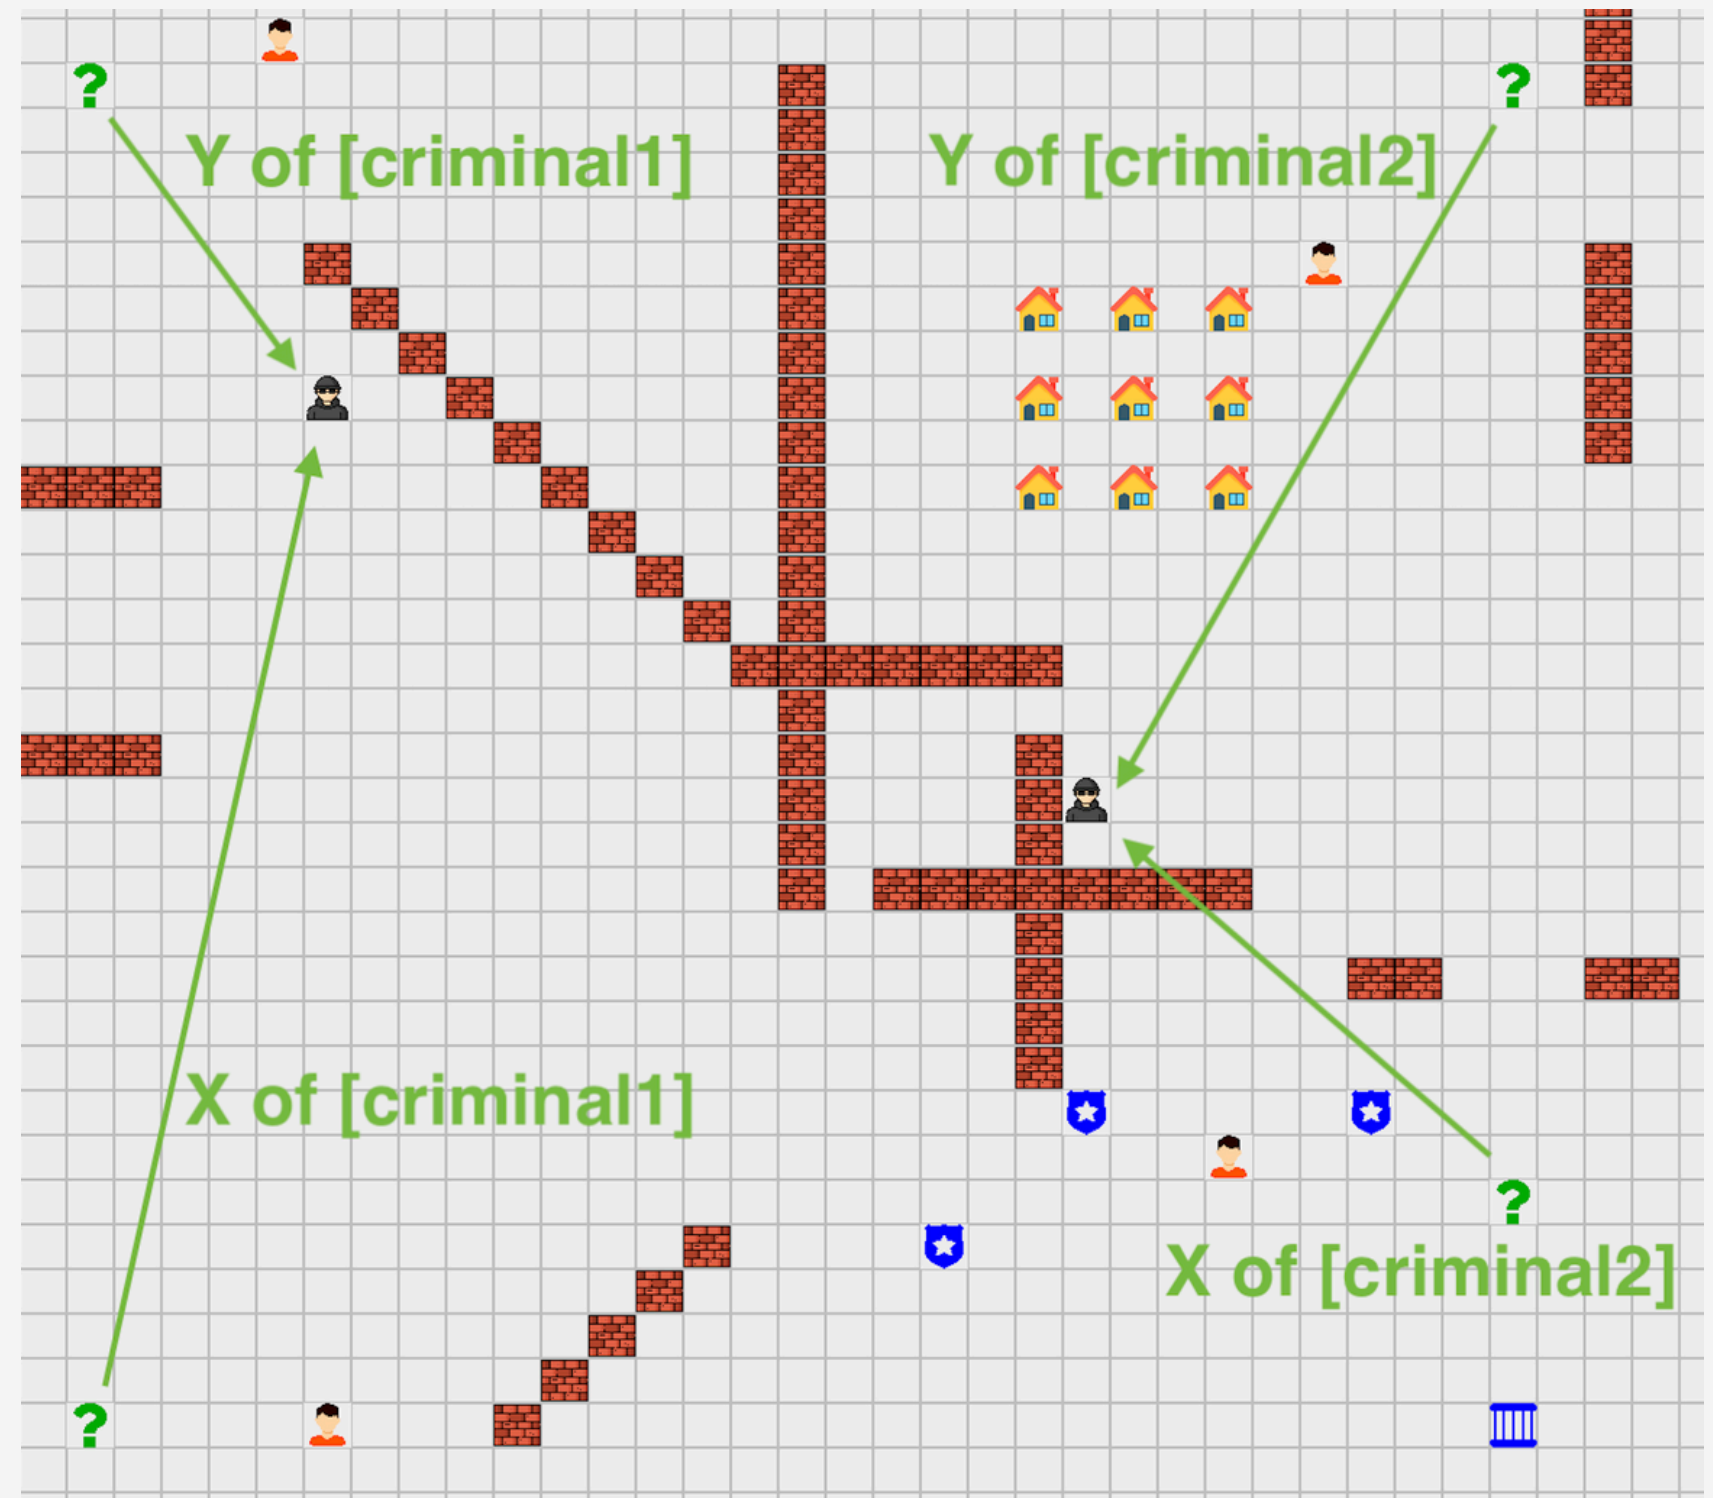 Y of [criminal1]
Y of [criminal2]
X of [criminal1]
X of [criminal2]